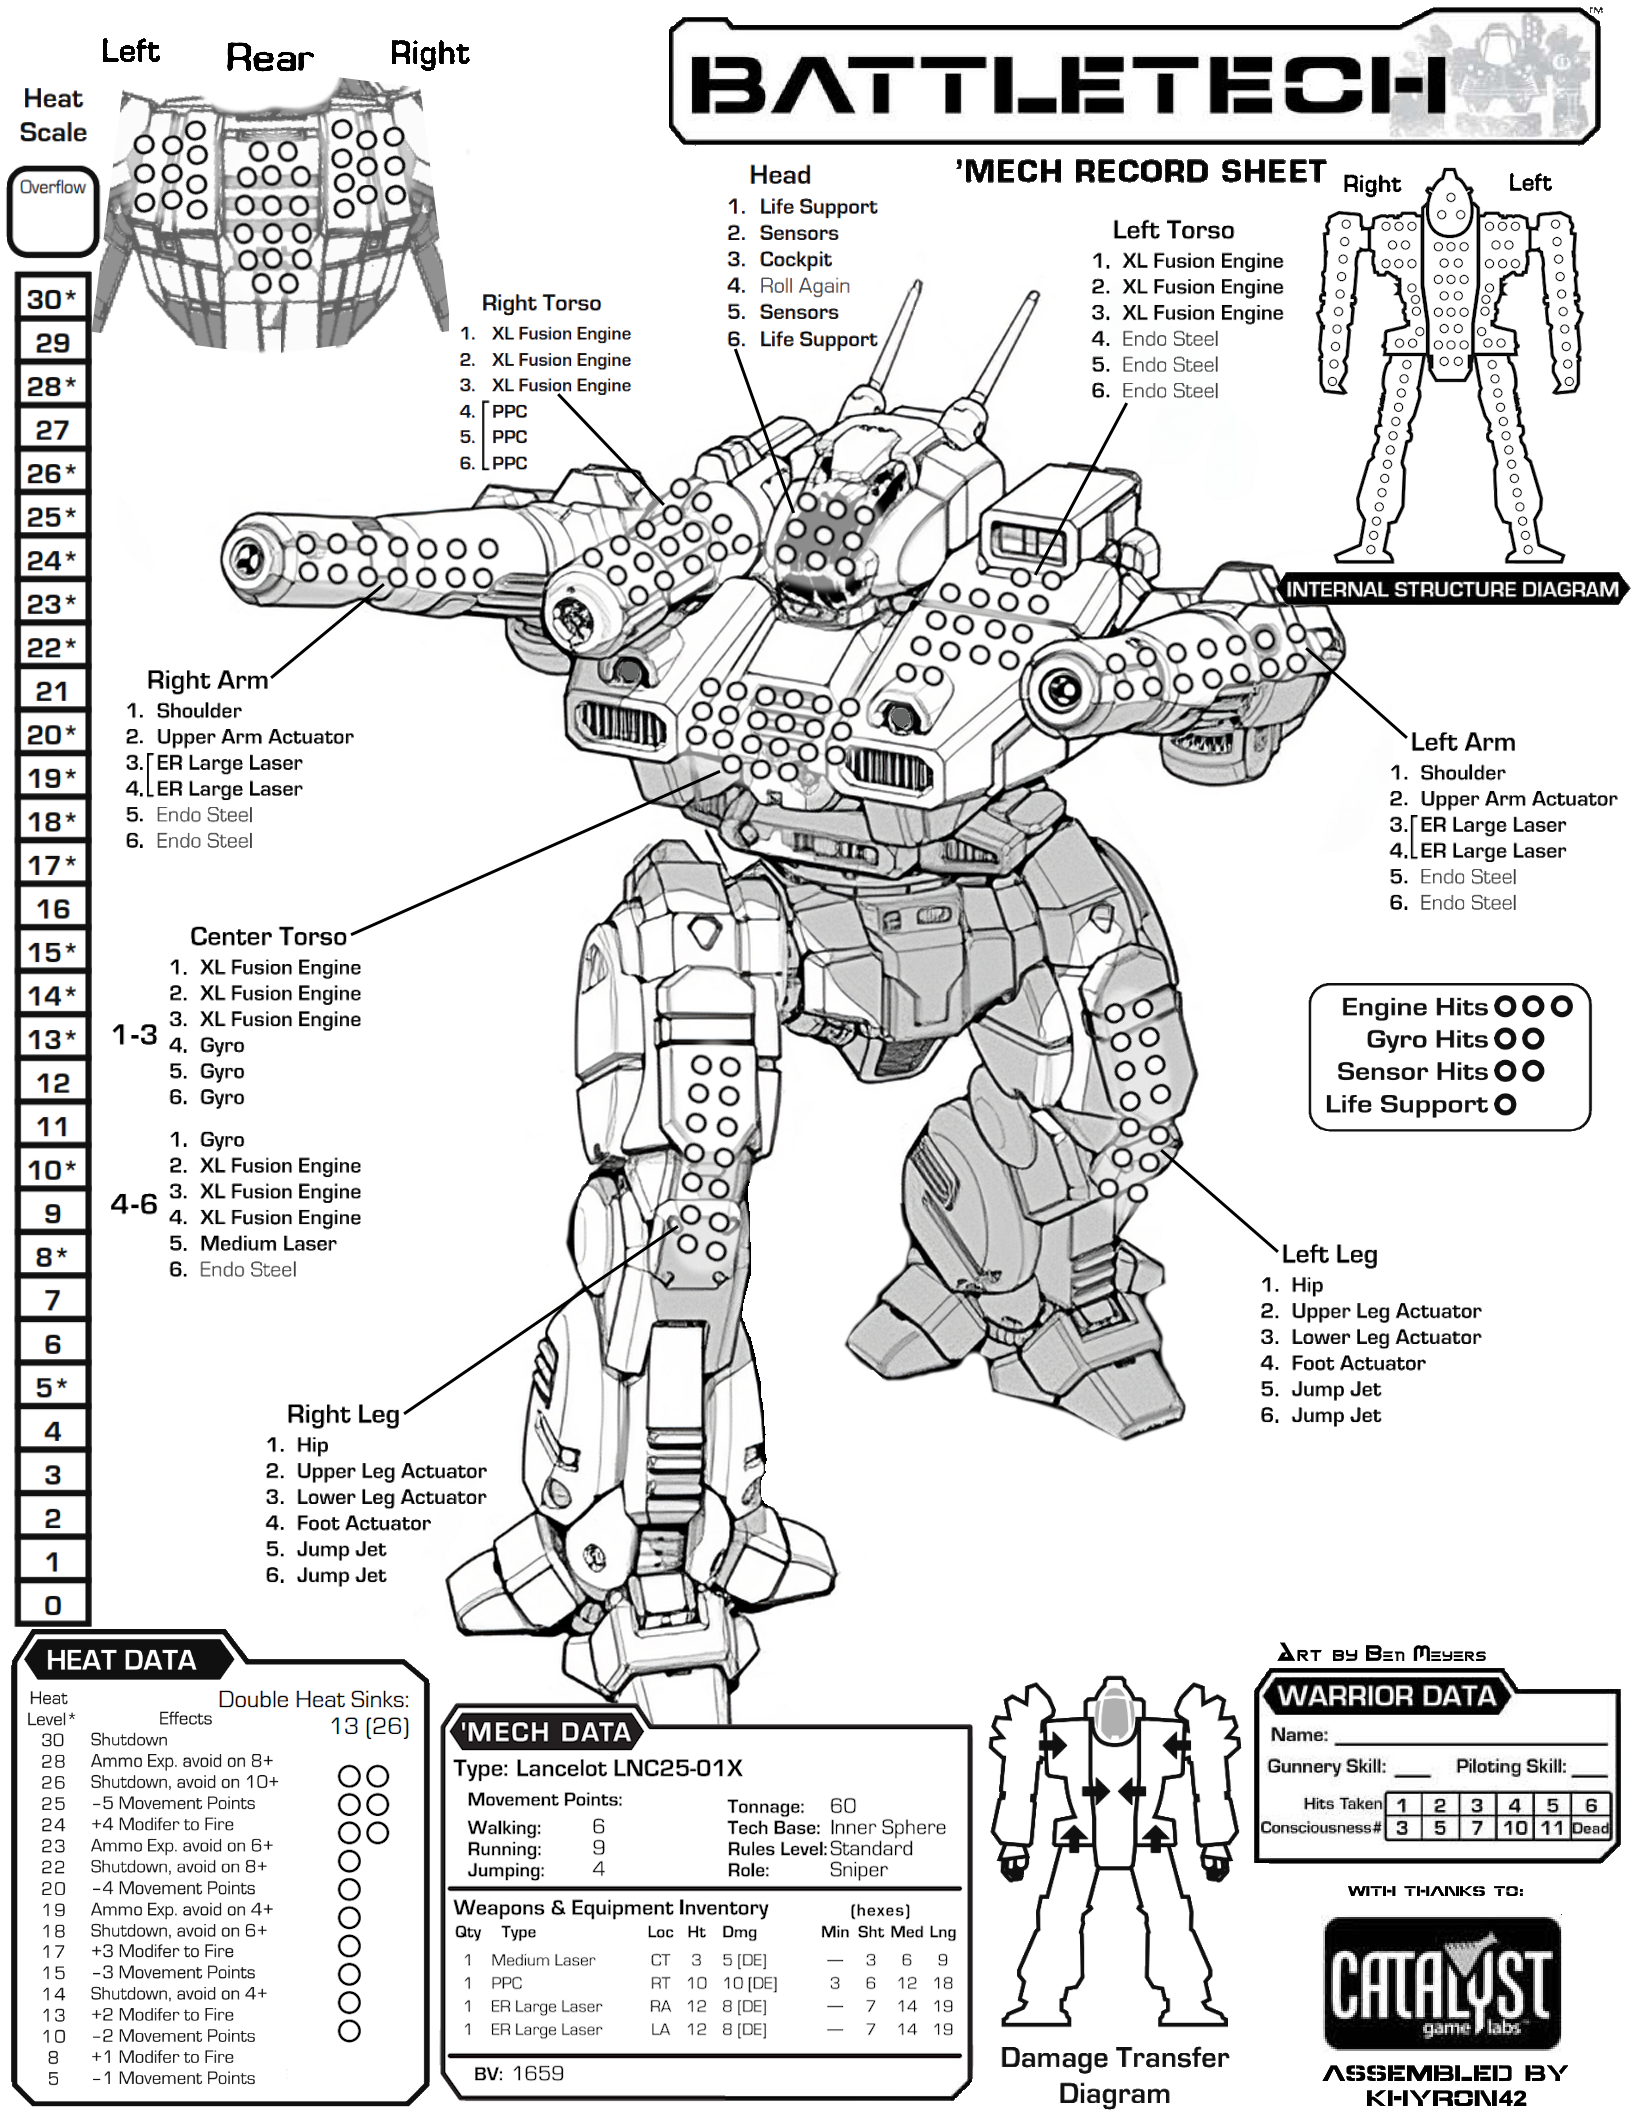 Left Rear Right
Heat
Scale
Overflow
30*
29
28*
27
26*
25*
24*
23*
22*
21
20*
19*
18*
17*
16
15*
14*
13*
12
11
10*
9
8*
7
6
5*
4
3
2
1
0
BATTLETECH™
'MECH RECORD SHEET
Head
1. Life Support
2. Sensors
3. Cockpit
4. Roll Again
5. Sensors
6. Life Support
Right Torso
1. XL Fusion Engine
2. XL Fusion Engine
3. XL Fusion Engine
4. PPC
5. PPC
6. PPC
Left Torso
1. XL Fusion Engine
2. XL Fusion Engine
3. XL Fusion Engine
4. Endo Steel
5. Endo Steel
6. Endo Steel
Right Left
INTERNAL STRUCTURE DIAGRAM
Right Arm
1. Shoulder
2. Upper Arm Actuator
3. ER Large Laser
4. ER Large Laser
5. Endo Steel
6. Endo Steel
Left Arm
1. Shoulder
2. Upper Arm Actuator
3. ER Large Laser
4. ER Large Laser
5. Endo Steel
6. Endo Steel
Center Torso
1-3
1. XL Fusion Engine
2. XL Fusion Engine
3. XL Fusion Engine
4. Gyro
5. Gyro
6. Gyro
4-6
1. Gyro
2. XL Fusion Engine
3. XL Fusion Engine
4. XL Fusion Engine
5. Medium Laser
6. Endo Steel
Engine Hits
Gyro Hits
Sensor Hits
Life Support
Right Leg
1. Hip
2. Upper Leg Actuator
3. Lower Leg Actuator
4. Foot Actuator
5. Jump Jet
6. Jump Jet
Left Leg
1. Hip
2. Upper Leg Actuator
3. Lower Leg Actuator
4. Foot Actuator
5. Jump Jet
6. Jump Jet
HEAT DATA
Heat
Level* Effects
Double Heat Sinks:
13 (26)
30 Shutdown
28 Ammo Exp. avoid on 8+
26 Shutdown, avoid on 10+
25 –5 Movement Points
24 +4 Modifer to Fire
23 Ammo Exp. avoid on 6+
22 Shutdown, avoid on 8+
20 –4 Movement Points
19 Ammo Exp. avoid on 4+
18 Shutdown, avoid on 6+
17 +3 Modifer to Fire
15 –3 Movement Points
14 Shutdown, avoid on 4+
13 +2 Modifer to Fire
10 –2 Movement Points
8 +1 Modifer to Fire
5 –1 Movement Points
'MECH DATA
Type: Lancelot LNC25-01X
Movement Points:
Walking: 6
Running: 9
Jumping: 4
Tonnage: 60
Tech Base: Inner Sphere
Rules Level: Standard
Role: Sniper
Weapons & Equipment Inventory (hexes)
Qty Type Loc Ht Dmg Min Sht Med Lng
1 Medium Laser CT 3 5 [DE] — 3 6 9
1 PPC RT 10 10 [DE] 3 6 12 18
1 ER Large Laser RA 12 8 [DE] — 7 14 19
1 ER Large Laser LA 12 8 [DE] — 7 14 19
BV: 1659
Damage Transfer
Diagram
Art by Ben Meyers
WARRIOR DATA
Name:
Gunnery Skill: Piloting Skill:
Hits Taken 1 2 3 4 5 6
Consciousness# 3 5 7 10 11 Dead
WITH THANKS TO:
CATALYST
game labs™
ASSEMBLED BY
KHYRON42